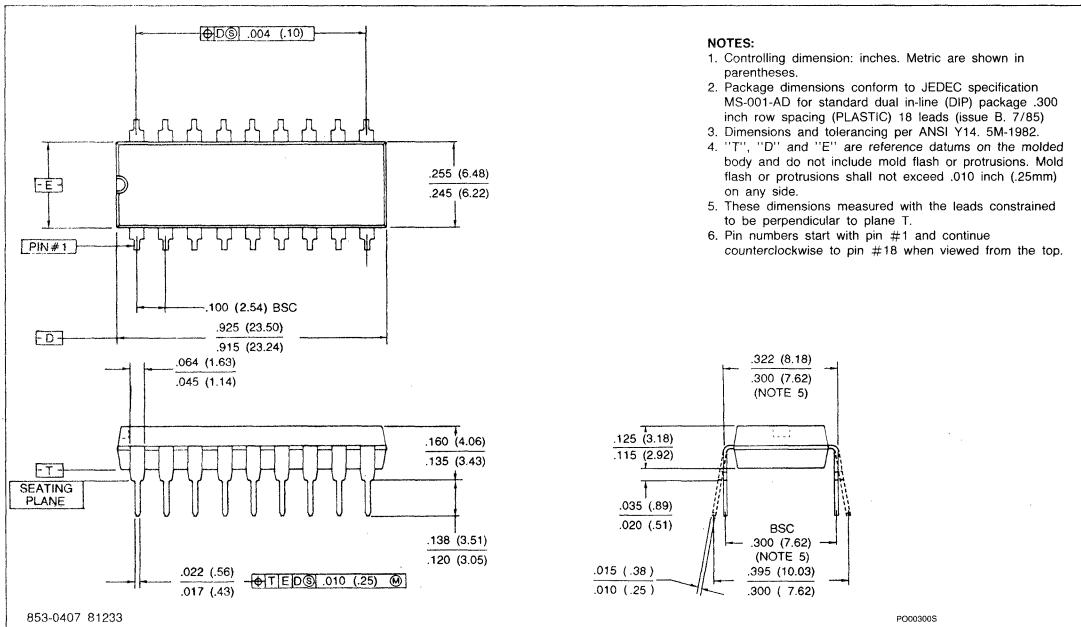 ⌖ D Ⓢ .004 (.10)
NOTES:
1. Controlling dimension: inches. Metric are shown in
parentheses.
2. Package dimensions conform to JEDEC specification
MS-001-AD for standard dual in-line (DIP) package .300
inch row spacing (PLASTIC) 18 leads (issue B. 7/85)
3. Dimensions and tolerancing per ANSI Y14. 5M-1982.
4. "T", "D" and "E" are reference datums on the molded
body and do not include mold flash or protrusions. Mold
flash or protrusions shall not exceed .010 inch (.25mm)
on any side.
5. These dimensions measured with the leads constrained
to be perpendicular to plane T.
6. Pin numbers start with pin #1 and continue
counterclockwise to pin #18 when viewed from the top.
.255 (6.48)
.245 (6.22)
-E-
PIN#1
.100 (2.54) BSC
-D-
.925 (23.50)
.915 (23.24)
.064 (1.63)
.045 (1.14)
.160 (4.06)
.135 (3.43)
-T-
SEATING
PLANE
.138 (3.51)
.120 (3.05)
.022 (.56)
.017 (.43)
⌖ T E D Ⓢ .010 (.25) Ⓜ
.322 (8.18)
.300 (7.62)
(NOTE 5)
.125 (3.18)
.115 (2.92)
.035 (.89)
.020 (.51)
BSC
.300 (7.62)
(NOTE 5)
.395 (10.03)
.300 ( 7.62)
.015 (.38 )
.010 (.25 )
853-0407 81233
PO00300S